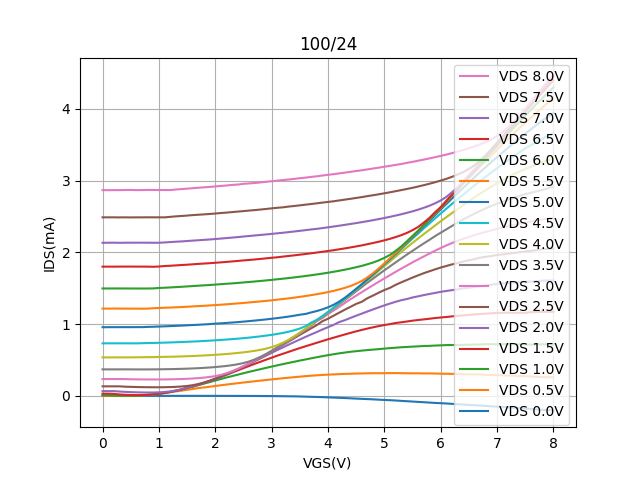 100/24
IDS(mA)
4
3
2
1
0
VDS 8.0V
VDS 7.5V
VDS 7.0V
VDS 6.5V
VDS 6.0V
VDS 5.5V
VDS 5.0V
VDS 4.5V
VDS 4.0V
VDS 3.5V
VDS 3.0V
VDS 2.5V
VDS 2.0V
VDS 1.5V
VDS 1.0V
VDS 0.5V
VDS 0.0V
0 1 2 3 4 5 6 7 8
VGS(V)